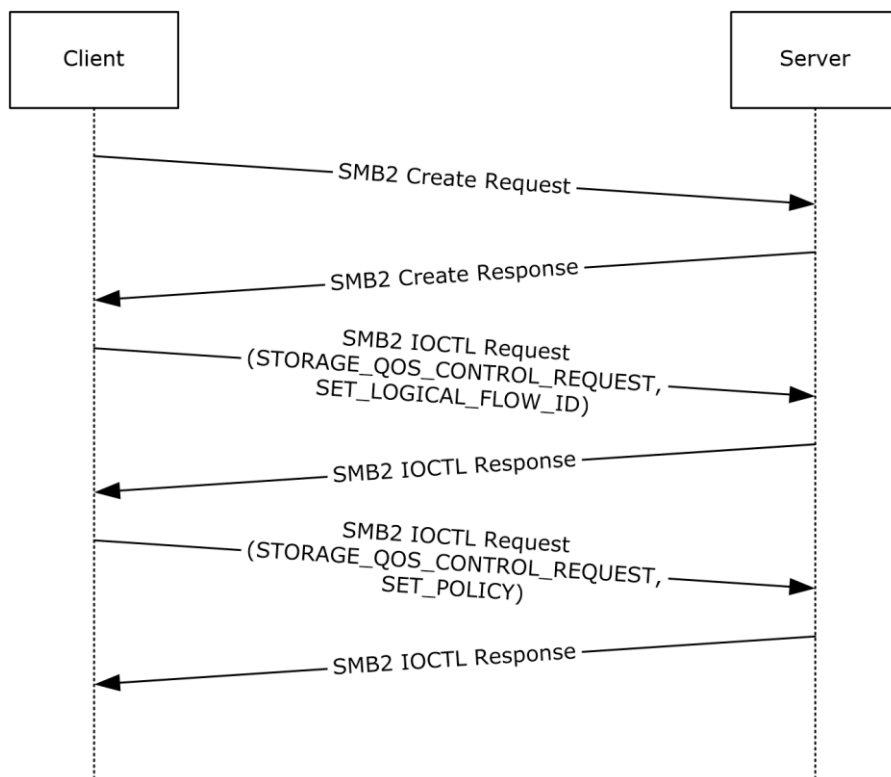 Client
Server
SMB2 Create Request
SMB2 Create Response
SMB2 IOCTL Request
(STORAGE_QOS_CONTROL_REQUEST,
SET_LOGICAL_FLOW_ID)
SMB2 IOCTL Response
SMB2 IOCTL Request
(STORAGE_QOS_CONTROL_REQUEST,
SET_POLICY)
SMB2 IOCTL Response